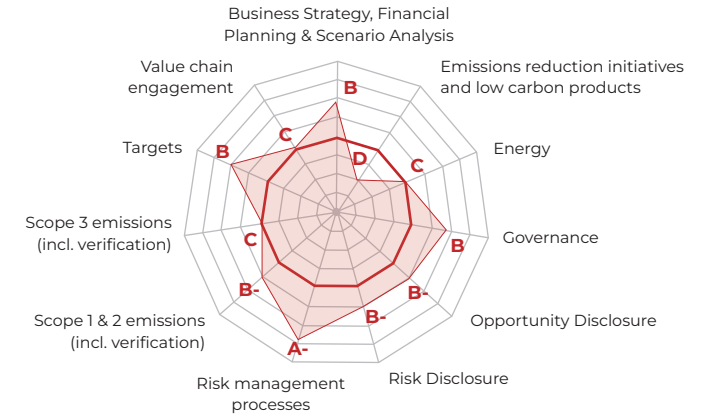 Business Strategy, Financial
Planning & Scenario Analysis
Emissions reduction initiatives
and low carbon products
Energy
Governance
Opportunity Disclosure
Risk Disclosure
Risk management
processes
Scope 1 & 2 emissions
(incl. verification)
Scope 3 emissions
(incl. verification)
Targets
Value chain
engagement
B
D
C
B
B-
B-
A-
B-
C
B
C